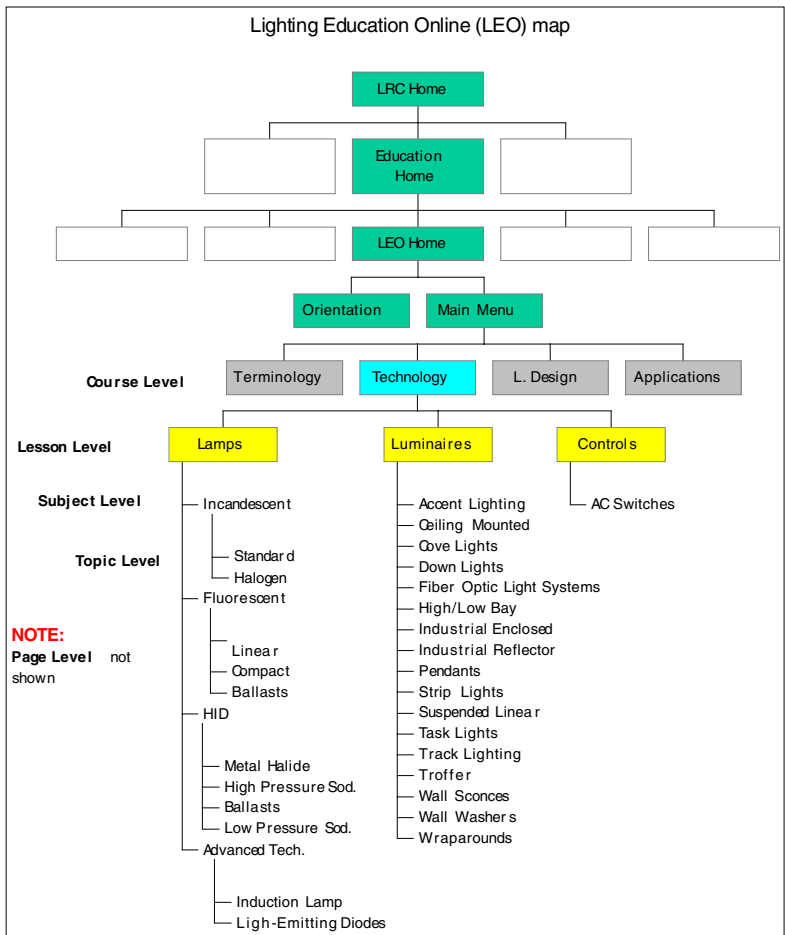 Lighting Education Online (LEO) map
LRC Home
Education
Home
LEO Home
Orientation
Main Menu
Course Level
Terminology
Technology
L. Design
Applications
Lesson Level
Lamps
Luminaires
Controls
Subject Level
Topic Level
NOTE:
Page Level not
shown
Incandescent
Standard
Halogen
Fluorescent
Linear
Compact
Ballasts
HID
Metal Halide
High Pressure Sod.
Ballasts
Low Pressure Sod.
Advanced Tech.
Induction Lamp
Ligh-Emitting Diodes
Accent Lighting
Ceiling Mounted
Cove Lights
Down Lights
Fiber Optic Light Systems
High/Low Bay
Industrial Enclosed
Industrial Reflector
Pendants
Strip Lights
Suspended Linear
Task Lights
Track Lighting
Troffer
Wall Sconces
Wall Washers
Wraparounds
AC Switches